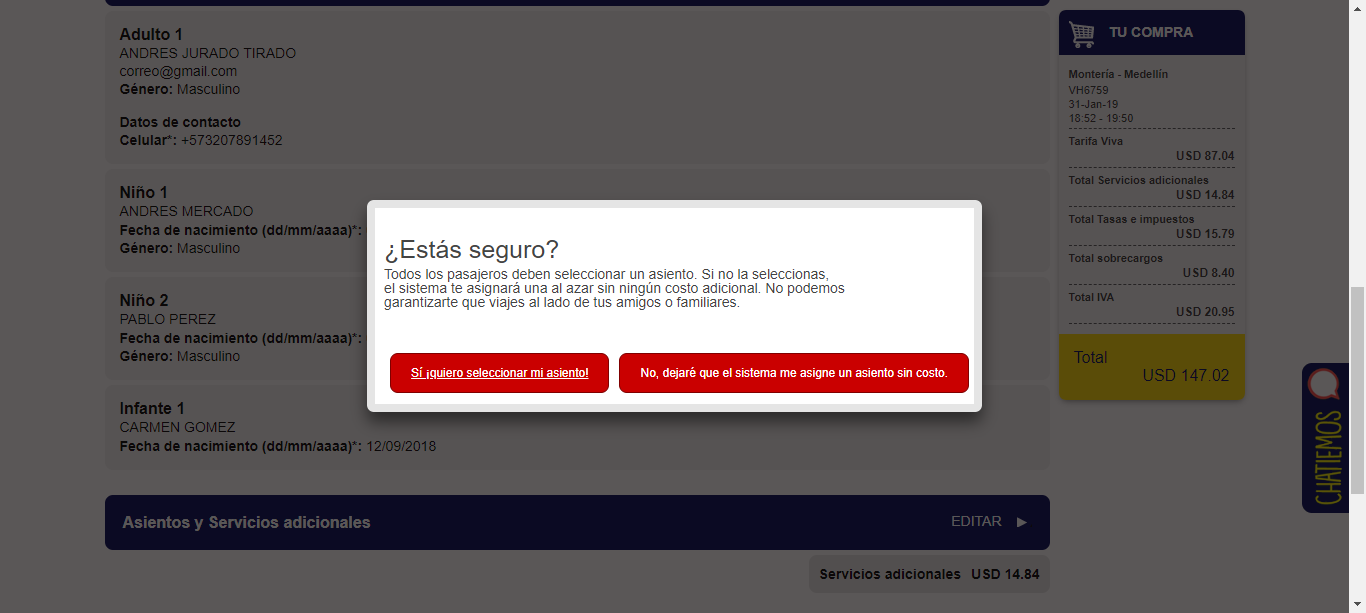 Adulto 1
ANDRES JURADO TIRADO
correo@gmail.com
Género: Masculino
Datos de contacto
Celular*: +573207891452
Niño 1
ANDRES MERCADO
Fecha de nacimiento (dd/mm/aaaa)*:
Género: Masculino
Niño 2
PABLO PEREZ
Fecha de nacimiento (dd/mm/aaaa)*:
Género: Masculino
Infante 1
CARMEN GOMEZ
Fecha de nacimiento (dd/mm/aaaa)*: 12/09/2018
¿Estás seguro?
Todos los pasajeros deben seleccionar un asiento. Si no la seleccionas,
el sistema te asignará una al azar sin ningún costo adicional. No podemos
garantizarte que viajes al lado de tus amigos o familiares.
Sí ¡quiero seleccionar mi asiento!
No, dejaré que el sistema me asigne un asiento sin costo.
Asientos y Servicios adicionales
EDITAR
Servicios adicionales USD 14.84
TU COMPRA
Montería - Medellín
VH6759
31-Jan-19
18:52 - 19:50
Tarifa Viva
USD 87.04
Total Servicios adicionales
USD 14.84
Total Tasas e impuestos
USD 15.79
Total sobrecargos
USD 8.40
Total IVA
USD 20.95
Total
USD 147.02
CHATIEMOS